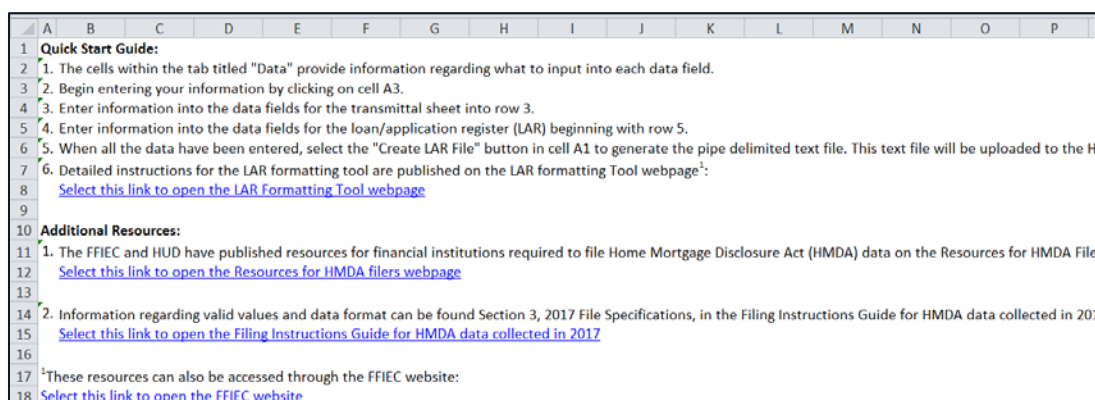 A B C D E F G H I J K L M N O P
1 Quick Start Guide:
2 1. The cells within the tab titled "Data" provide information regarding what to input into each data field.
3 2. Begin entering your information by clicking on cell A3.
4 3. Enter information into the data fields for the transmittal sheet into row 3.
5 4. Enter information into the data fields for the loan/application register (LAR) beginning with row 5.
6 5. When all the data have been entered, select the "Create LAR File" button in cell A1 to generate the pipe delimited text file. This text file will be uploaded to the H
7 6. Detailed instructions for the LAR formatting tool are published on the LAR formatting Tool webpage¹:
8 Select this link to open the LAR Formatting Tool webpage
9
10 Additional Resources:
11 1. The FFIEC and HUD have published resources for financial institutions required to file Home Mortgage Disclosure Act (HMDA) data on the Resources for HMDA File
12 Select this link to open the Resources for HMDA filers webpage
13
14 2. Information regarding valid values and data format can be found Section 3, 2017 File Specifications, in the Filing Instructions Guide for HMDA data collected in 201
15 Select this link to open the Filing Instructions Guide for HMDA data collected in 2017
16
17 ¹These resources can also be accessed through the FFIEC website:
18 Select this link to open the FFIEC website